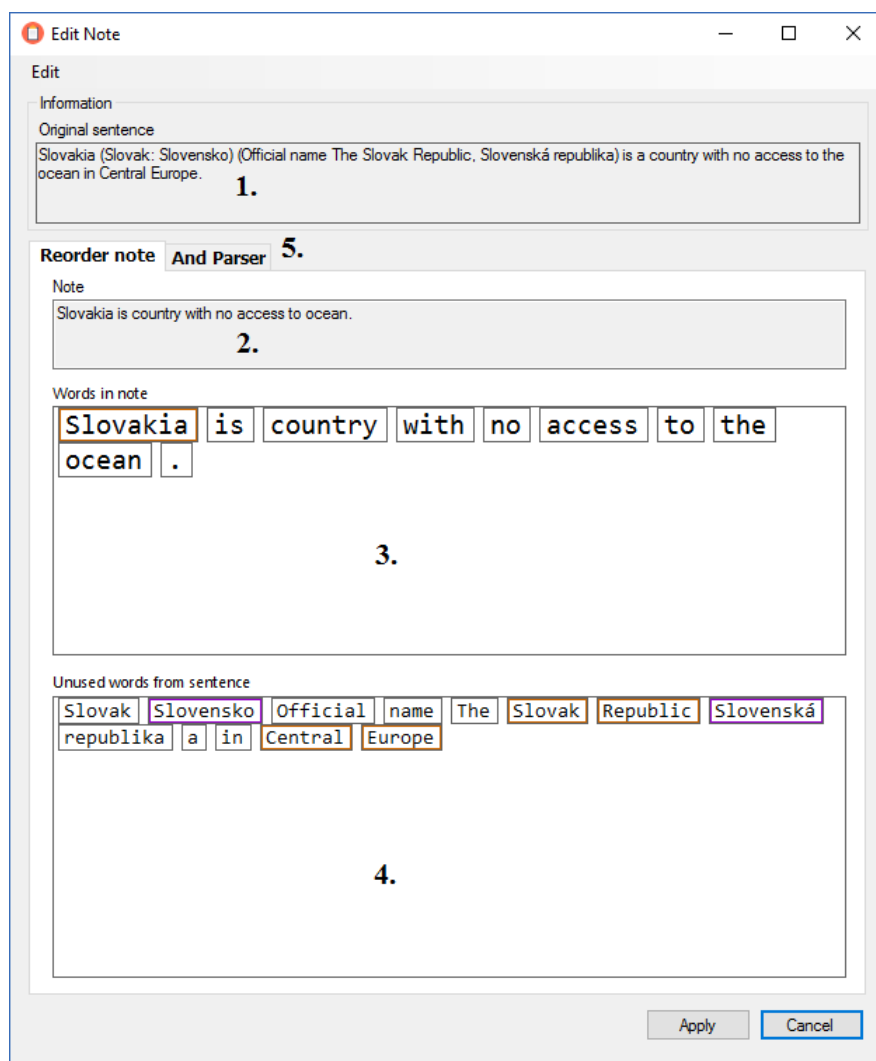 Edit Note
Edit
Information
Original sentence
Slovakia (Slovak: Slovensko) (Official name The Slovak Republic, Slovenská republika) is a country with no access to the
ocean in Central Europe.
1.
Reorder note And Parser 5.
Note
Slovakia is country with no access to ocean.
2.
Words in note
Slovakia is country with no access to the
ocean .
3.
Unused words from sentence
Slovak Slovensko Official name The Slovak Republic Slovenská
republika a in Central Europe
4.
Apply Cancel